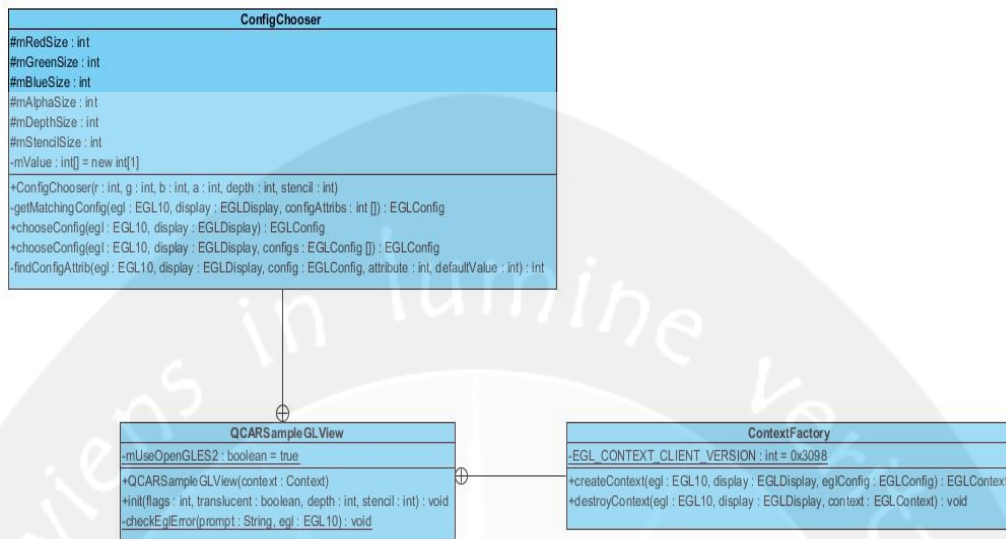 ConfigChooser
#mRedSize : int
#mGreenSize : int
#mBlueSize : int
#mAlphaSize : int
#mDepthSize : int
#mStencilSize : int
-mValue : int[] = new int[1]
+ConfigChooser(r : int, g : int, b : int, a : int, depth : int, stencil : int)
-getMatchingConfig(egl : EGL10, display : EGLDisplay, configAttribs : int []) : EGLConfig
+chooseConfig(egl : EGL10, display : EGLDisplay) : EGLConfig
+chooseConfig(egl : EGL10, display : EGLDisplay, configs : EGLConfig []) : EGLConfig
-findConfigAttrib(egl : EGL10, display : EGLDisplay, config : EGLConfig, attribute : int, defaultValue : int) : int
viens in lumine veri
QCARSampleGLView
-mUseOpenGLES2 : boolean = true
+QCARSampleGLView(context : Context)
+init(flags : int, translucent : boolean, depth : int, stencil : int) : void
-checkEglError(prompt : String, egl : EGL10) : void
ContextFactory
-EGL_CONTEXT_CLIENT_VERSION : int = 0x3098
+createContext(egl : EGL10, display : EGLDisplay, eglConfig : EGLConfig) : EGLContext
+destroyContext(egl : EGL10, display : EGLDisplay, context : EGLContext) : void